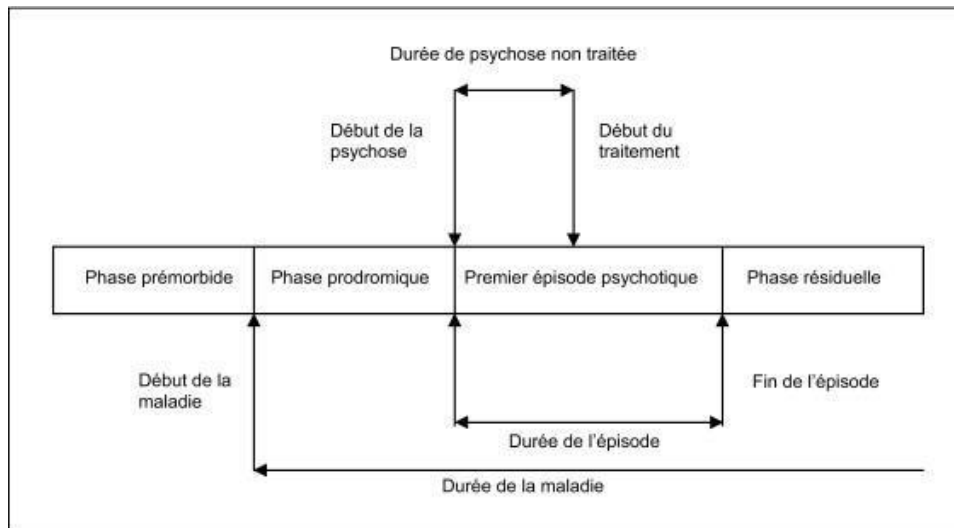 Durée de psychose non traitée
Début de la
psychose
Début du
traitement
Phase prémorbide
Phase prodromique
Premier épisode psychotique
Phase résiduelle
Début de la
maladie
Fin de l'épisode
Durée de l'épisode
Durée de la maladie